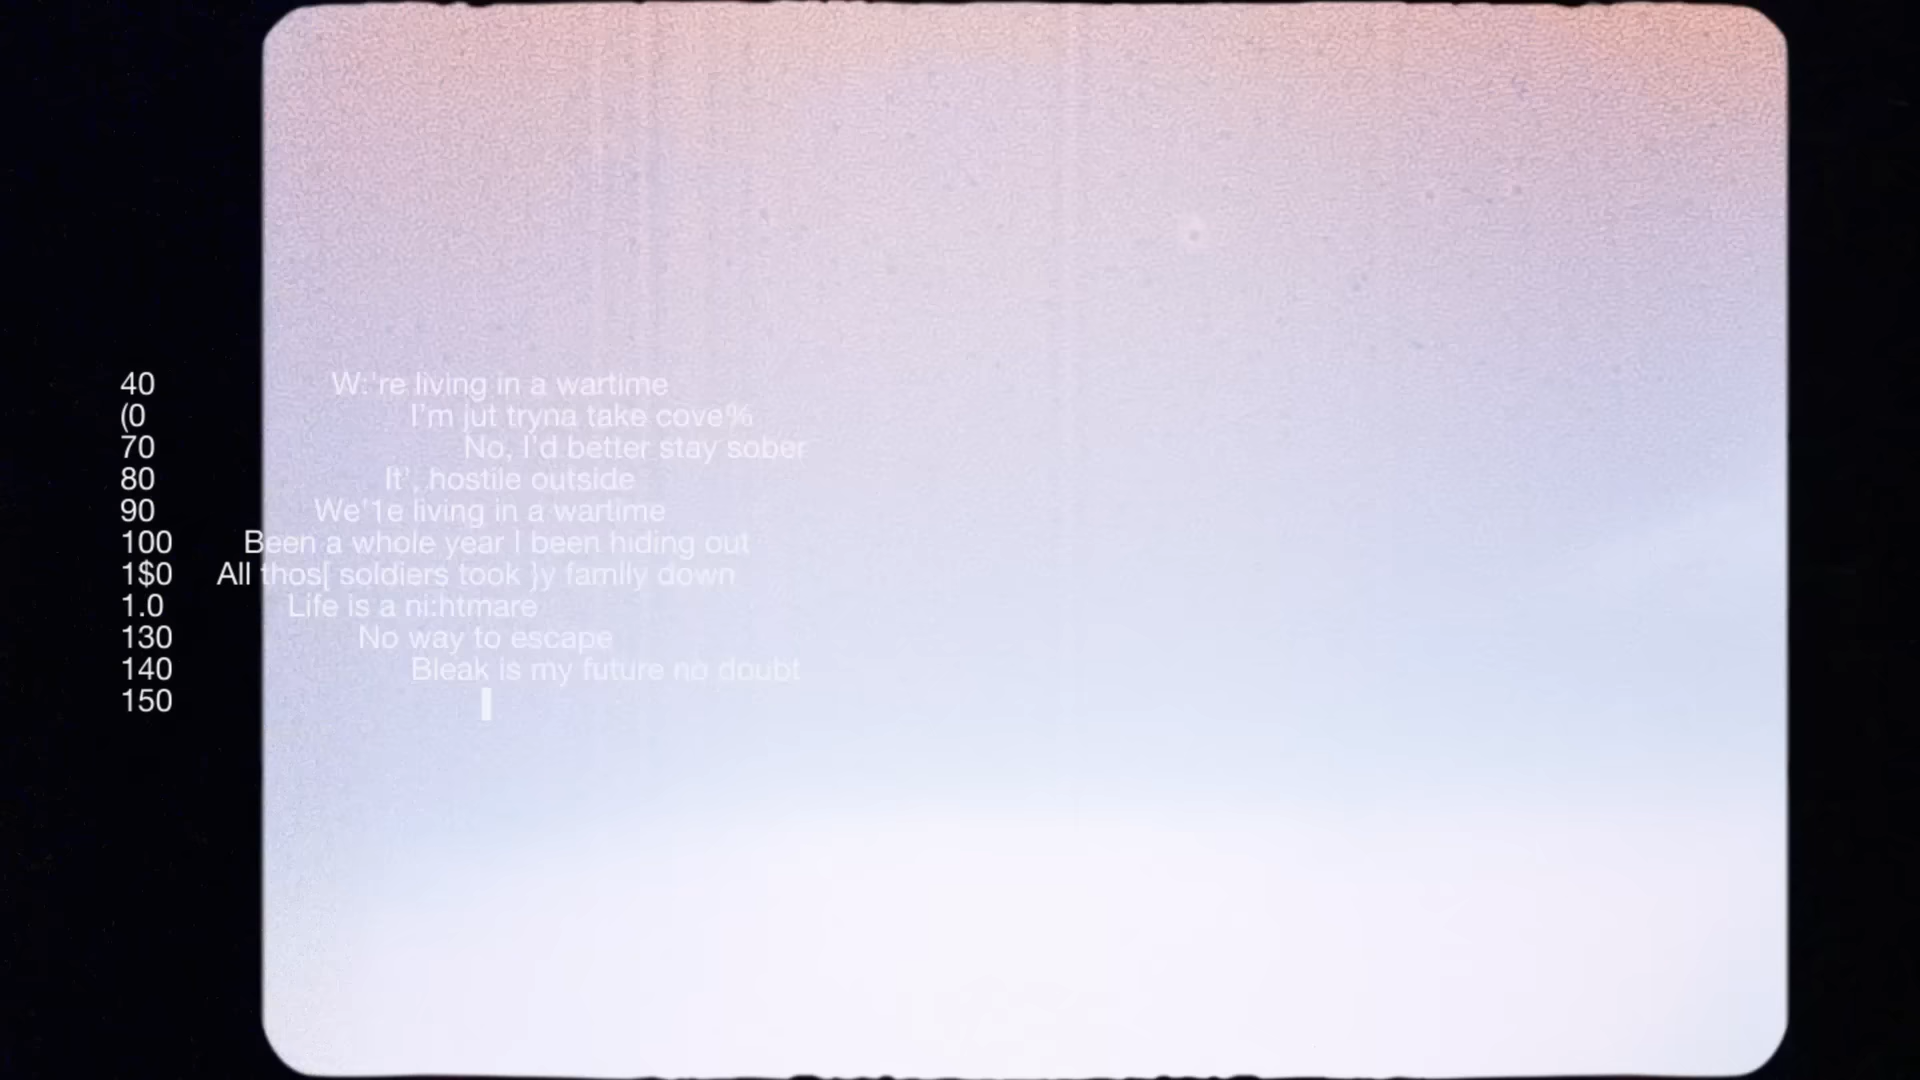 40 W:'re living in a wartime
(0 I'm jut tryna take cove%
70 No, I'd better stay sober
80 It', hostile outside
90 We'1e living in a wartime
100 Been a whole year I been hiding out
1$0 All thos[ soldiers took }y family down
1.0 Life is a ni:htmare
130 No way to escape
140 Bleak is my future no doubt
150